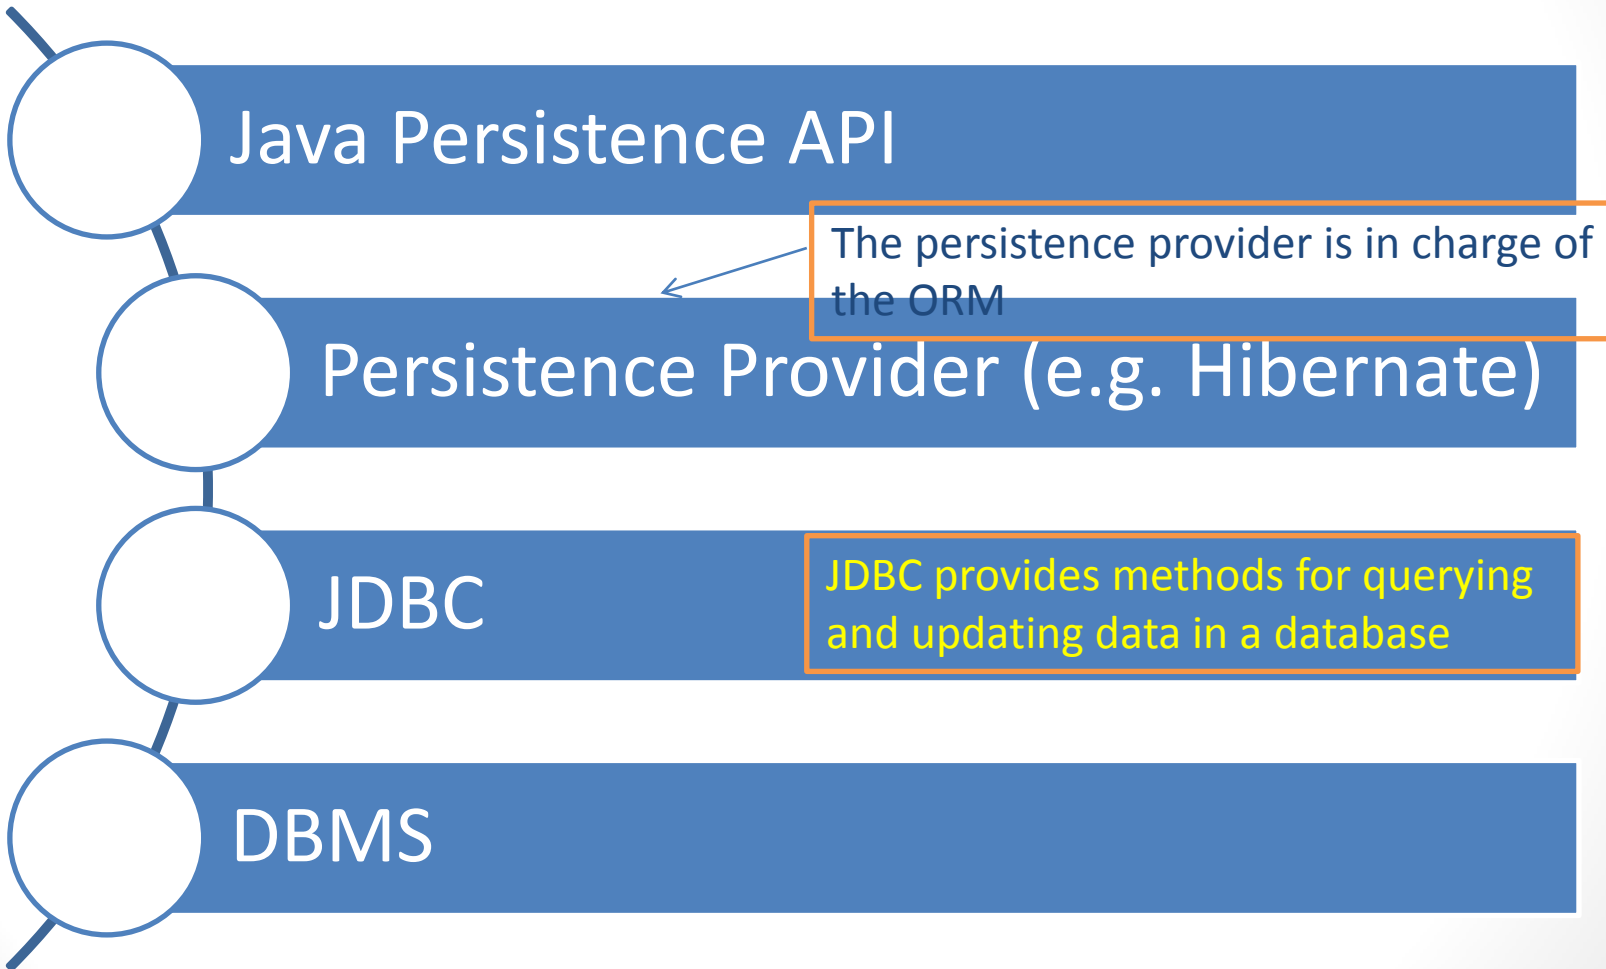 Java Persistence API
The persistence provider is in charge of
the ORM
Persistence Provider (e.g. Hibernate)
JDBC
JDBC provides methods for querying
and updating data in a database
DBMS